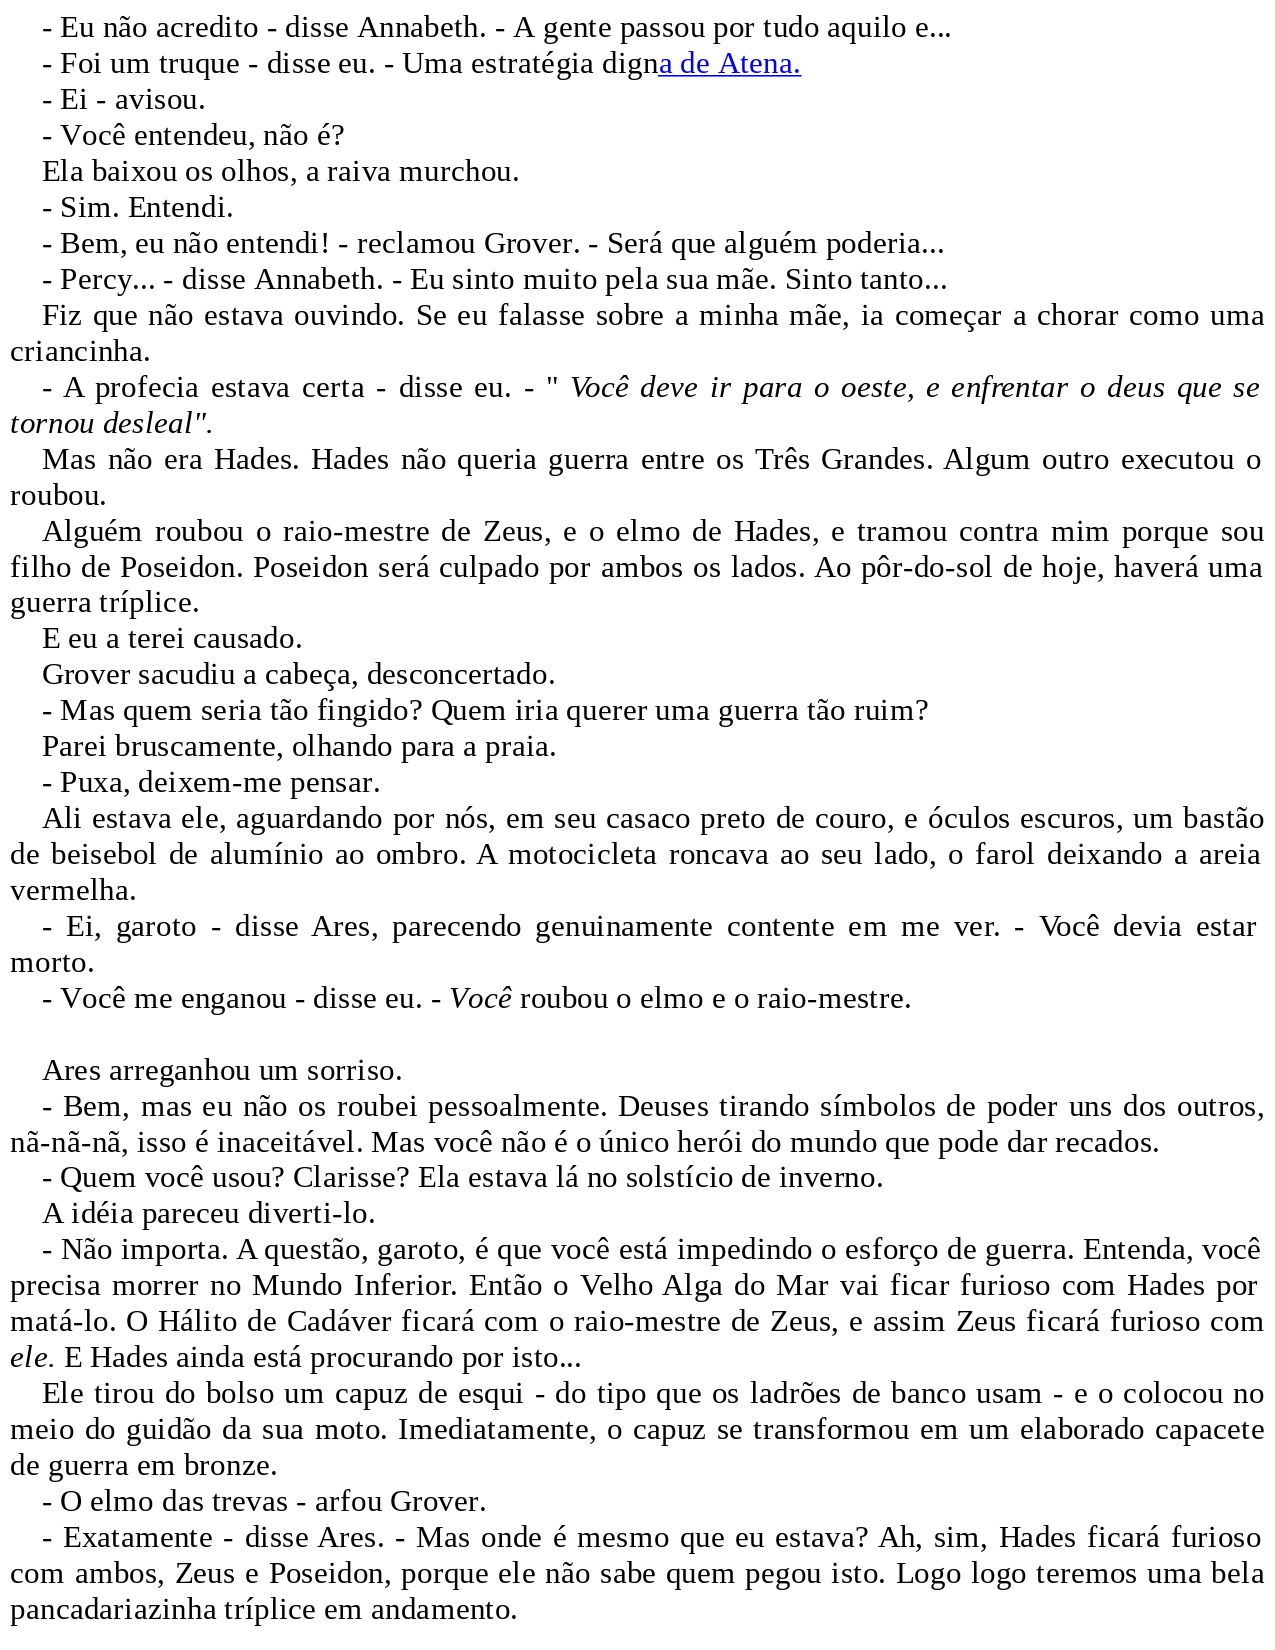 - Eu não acredito - disse Annabeth. - A gente passou por tudo aquilo e...
- Foi um truque - disse eu. - Uma estratégia digna de Atena.
- Ei - avisou.
- Você entendeu, não é?
Ela baixou os olhos, a raiva murchou.
- Sim. Entendi.
- Bem, eu não entendi! - reclamou Grover. - Será que alguém poderia...
- Percy... - disse Annabeth. - Eu sinto muito pela sua mãe. Sinto tanto...
Fiz que não estava ouvindo. Se eu falasse sobre a minha mãe, ia começar a chorar como uma
criancinha.
- A profecia estava certa - disse eu. - " Você deve ir para o oeste, e enfrentar o deus que se
tornou desleal".
Mas não era Hades. Hades não queria guerra entre os Três Grandes. Algum outro executou o
roubou.
Alguém roubou o raio-mestre de Zeus, e o elmo de Hades, e tramou contra mim porque sou
filho de Poseidon. Poseidon será culpado por ambos os lados. Ao pôr-do-sol de hoje, haverá uma
guerra tríplice.
E eu a terei causado.
Grover sacudiu a cabeça, desconcertado.
- Mas quem seria tão fingido? Quem iria querer uma guerra tão ruim?
Parei bruscamente, olhando para a praia.
- Puxa, deixem-me pensar.
Ali estava ele, aguardando por nós, em seu casaco preto de couro, e óculos escuros, um bastão
de beisebol de alumínio ao ombro. A motocicleta roncava ao seu lado, o farol deixando a areia
vermelha.
- Ei, garoto - disse Ares, parecendo genuinamente contente em me ver. - Você devia estar
morto.
- Você me enganou - disse eu. - Você roubou o elmo e o raio-mestre.
Ares arreganhou um sorriso.
- Bem, mas eu não os roubei pessoalmente. Deuses tirando símbolos de poder uns dos outros,
nã-nã-nã, isso é inaceitável. Mas você não é o único herói do mundo que pode dar recados.
- Quem você usou? Clarisse? Ela estava lá no solstício de inverno.
A idéia pareceu diverti-lo.
- Não importa. A questão, garoto, é que você está impedindo o esforço de guerra. Entenda, você
precisa morrer no Mundo Inferior. Então o Velho Alga do Mar vai ficar furioso com Hades por
matá-lo. O Hálito de Cadáver ficará com o raio-mestre de Zeus, e assim Zeus ficará furioso com
ele. E Hades ainda está procurando por isto...
Ele tirou do bolso um capuz de esqui - do tipo que os ladrões de banco usam - e o colocou no
meio do guidão da sua moto. Imediatamente, o capuz se transformou em um elaborado capacete
de guerra em bronze.
- O elmo das trevas - arfou Grover.
- Exatamente - disse Ares. - Mas onde é mesmo que eu estava? Ah, sim, Hades ficará furioso
com ambos, Zeus e Poseidon, porque ele não sabe quem pegou isto. Logo logo teremos uma bela
pancadariazinha tríplice em andamento.